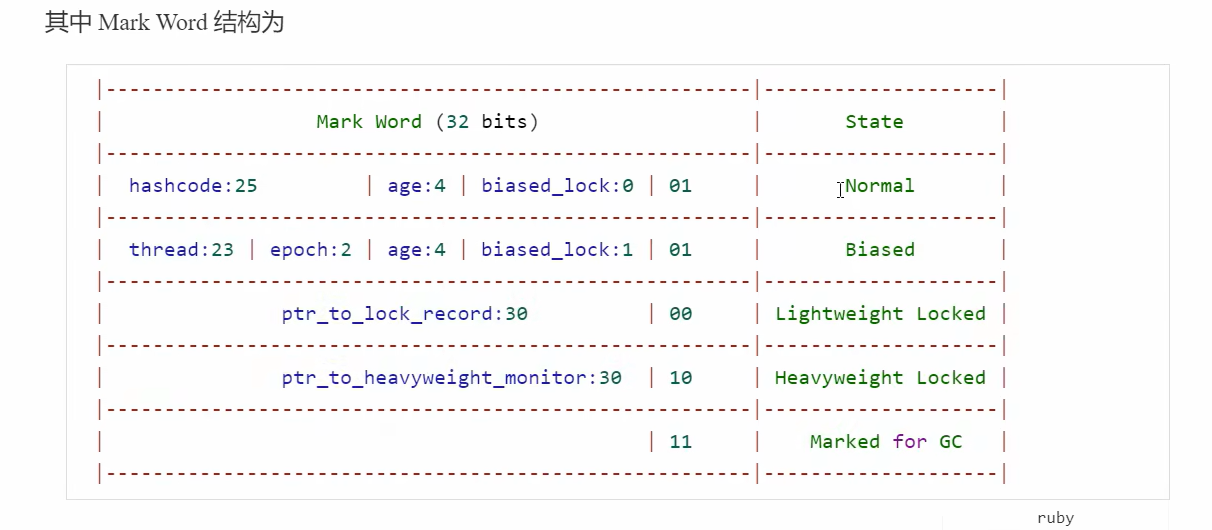 其中 Mark Word 结构为
|-------------------------------------------------------|-------------------|
| Mark Word (32 bits) | State |
|-------------------------------------------------------|-------------------|
| hashcode:25 | age:4 | biased_lock:0 | 01 | Normal |
|-------------------------------------------------------|-------------------|
| thread:23 | epoch:2 | age:4 | biased_lock:1 | 01 | Biased |
|-------------------------------------------------------|-------------------|
| ptr_to_lock_record:30 | 00 | Lightweight Locked |
|-------------------------------------------------------|-------------------|
| ptr_to_heavyweight_monitor:30 | 10 | Heavyweight Locked |
|-------------------------------------------------------|-------------------|
| | 11 | Marked for GC |
|-------------------------------------------------------|-------------------|
ruby